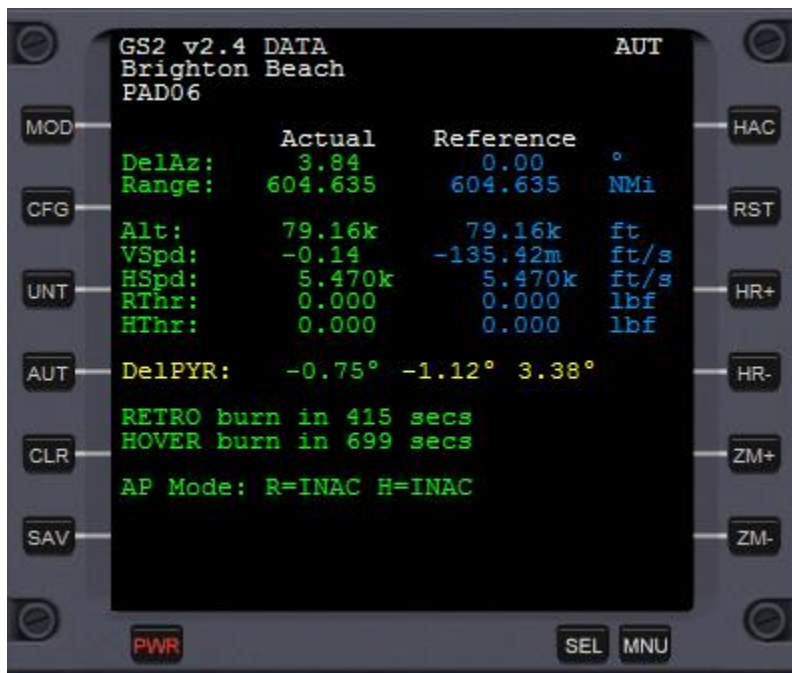 GS2 v2.4 DATA AUT
Brighton Beach
PAD06
MOD HAC
Actual Reference
DelAz: 3.84 0.00 °
Range: 604.635 604.635 NMi
CFG RST
Alt: 79.16k 79.16k ft
VSpd: -0.14 -135.42m ft/s
HSpd: 5.470k 5.470k ft/s
UNT HR+
RThr: 0.000 0.000 lbf
HThr: 0.000 0.000 lbf
AUT HR-
DelPYR: -0.75° -1.12° 3.38°
RETRO burn in 415 secs
HOVER burn in 699 secs
CLR ZM+
AP Mode: R=INAC H=INAC
SAV ZM-
PWR SEL MNU